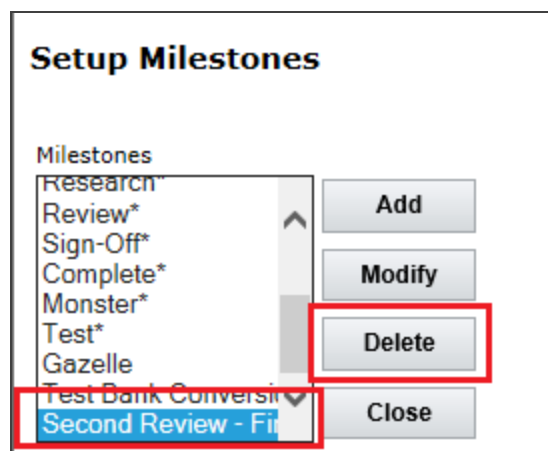 Setup Milestones
Milestones
Research*
Review*
Sign-Off*
Complete*
Monster*
Test*
Gazelle
Test Bank Conversi
Second Review - Fi
Add
Modify
Delete
Close